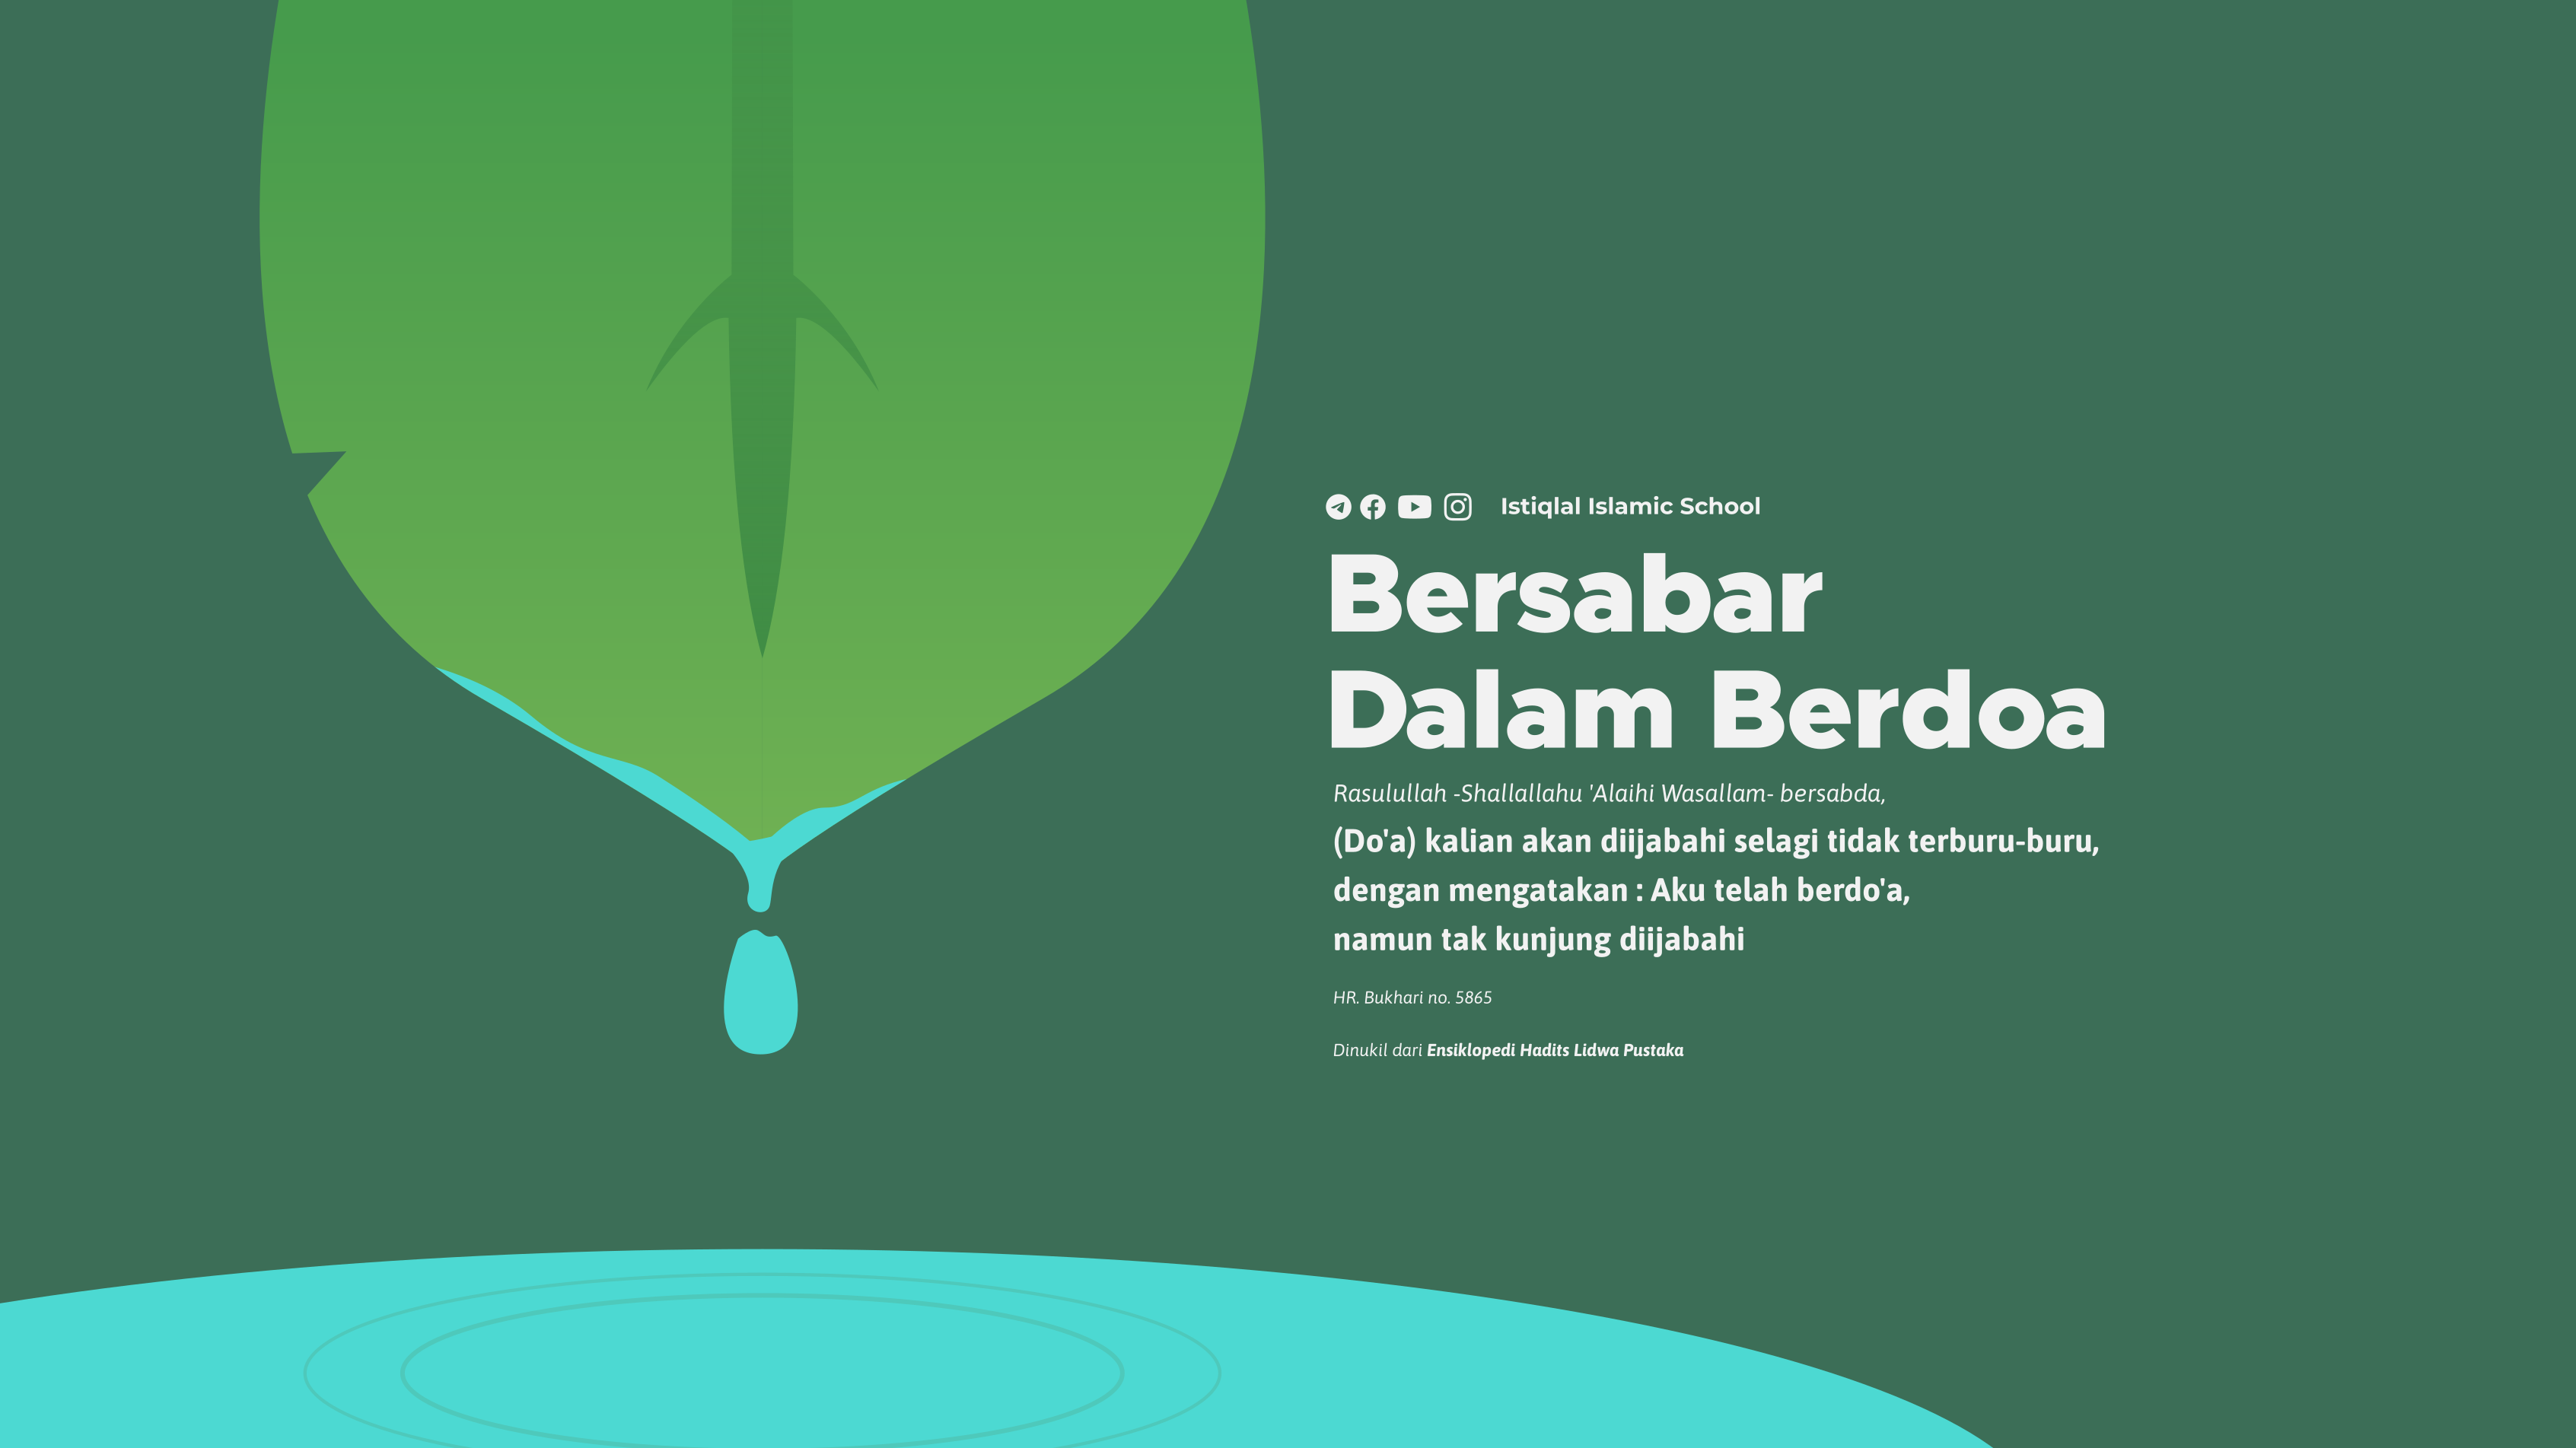 Istiqlal Islamic School
Bersabar
Dalam Berdoa
Rasulullah -Shallallahu 'Alaihi Wasallam- bersabda,
(Do'a) kalian akan diijabahi selagi tidak terburu-buru,
dengan mengatakan : Aku telah berdo'a,
namun tak kunjung diijabahi
HR. Bukhari no. 5865
Dinukil dari Ensiklopedi Hadits Lidwa Pustaka